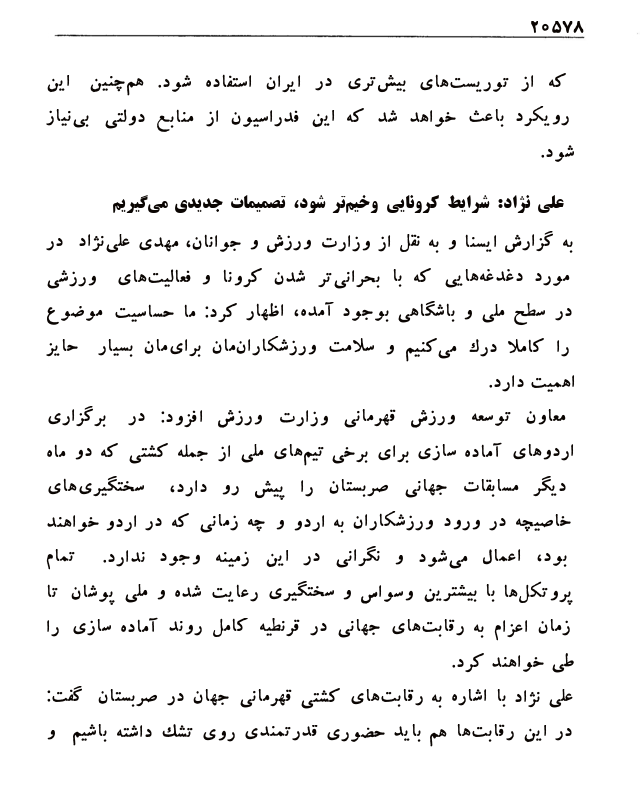 ۲۰۵۷۸
که از توریست‌های بیش‌تری در ایران استفاده شود. هم‌چنین این
رویکرد باعث خواهد شد که این فدراسیون از منابع دولتی بی‌نیاز
شود.
علی نژاد: شرایط کرونایی وخیم‌تر شود، تصمیمات جدیدی می‌گیریم
به گزارش ایسنا و به نقل از وزارت ورزش و جوانان، مهدی علی‌نژاد در
مورد دغدغه‌هایی که با بحرانی‌تر شدن کرونا و فعالیت‌های ورزشی
در سطح ملی و باشگاهی بوجود آمده، اظهار کرد: ما حساسیت موضوع
را کاملا درك می‌کنیم و سلامت ورزشکاران‌مان برای‌مان بسیار حایز
اهمیت دارد.
معاون توسعه ورزش قهرمانی وزارت ورزش افزود: در برگزاری
اردوهای آماده سازی برای برخی تیم‌های ملی از جمله کشتی که دو ماه
دیگر مسابقات جهانی صربستان را پیش رو دارد، سختگیری‌های
خاصیچه در ورود ورزشکاران به اردو و چه زمانی که در اردو خواهند
بود، اعمال می‌شود و نگرانی در این زمینه وجود ندارد. تمام
پروتکل‌ها با بیشترین وسواس و سختگیری رعایت شده و ملی پوشان تا
زمان اعزام به رقابت‌های جهانی در قرنطیه کامل روند آماده سازی را
طی خواهند کرد.
علی نژاد با اشاره به رقابت‌های کشتی قهرمانی جهان در صربستان گفت:
در این رقابت‌ها هم باید حضوری قدرتمندی روی تشك داشته باشیم و